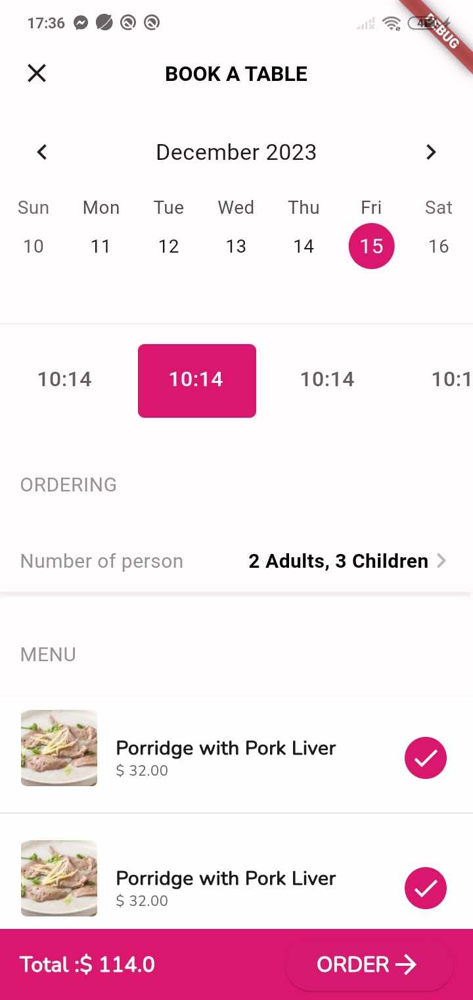 17:36
DEBUG
BOOK A TABLE
December 2023
Sun Mon Tue Wed Thu Fri Sat
10 11 12 13 14 15 16
10:14 10:14 10:14 10:1
ORDERING
Number of person 2 Adults, 3 Children
MENU
Porridge with Pork Liver
$ 32.00
Porridge with Pork Liver
$ 32.00
Total :$ 114.0 ORDER